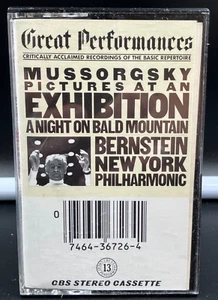 Great Performances
CRITICALLY ACCLAIMED RECORDINGS OF THE BASIC REPERTOIRE
MUSSORGSKY
PICTURES AT AN
EXHIBITION
A NIGHT ON BALD MOUNTAIN
BERNSTEIN
NEW YORK
PHILHARMONIC
0
7464-36726-4
13
CBS STEREO CASSETTE